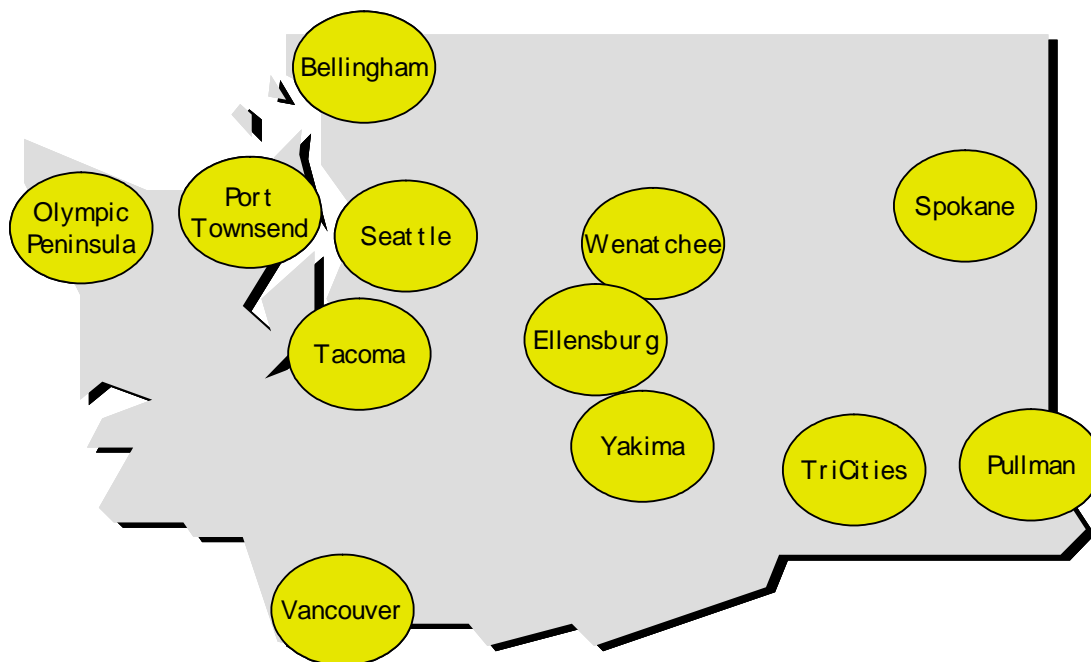 Bellingham
Olympic
Peninsula
Port
Townsend
Seattle
Wenatchee
Spokane
Ellensburg
Tacoma
Yakima
TriCities
Pullman
Vancouver